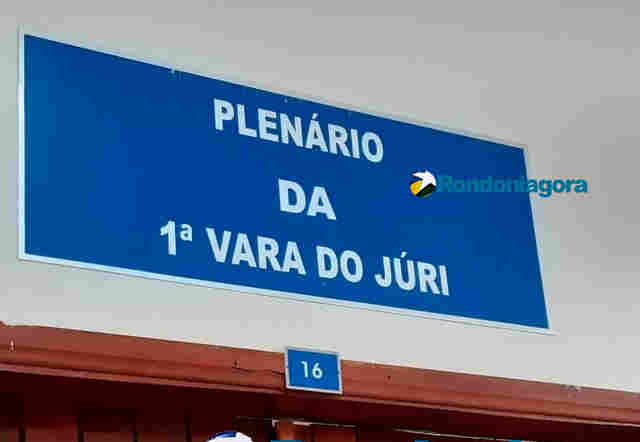 PLENÁRIO
DA
1ª VARA DO JÚRI
Rondoniagora
16